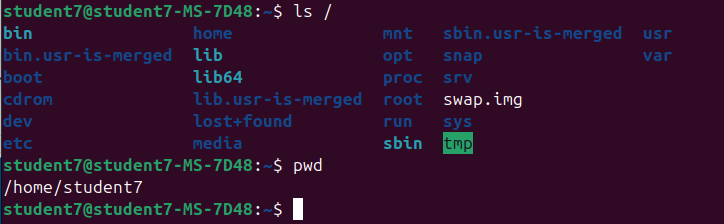 student7@student7-MS-7D48:~$ ls /
bin home mnt sbin.usr-is-merged usr
bin.usr-is-merged lib opt snap var
boot lib64 proc srv
cdrom lib.usr-is-merged root swap.img
dev lost+found run sys
etc media sbin tmp
student7@student7-MS-7D48:~$ pwd
/home/student7
student7@student7-MS-7D48:~$